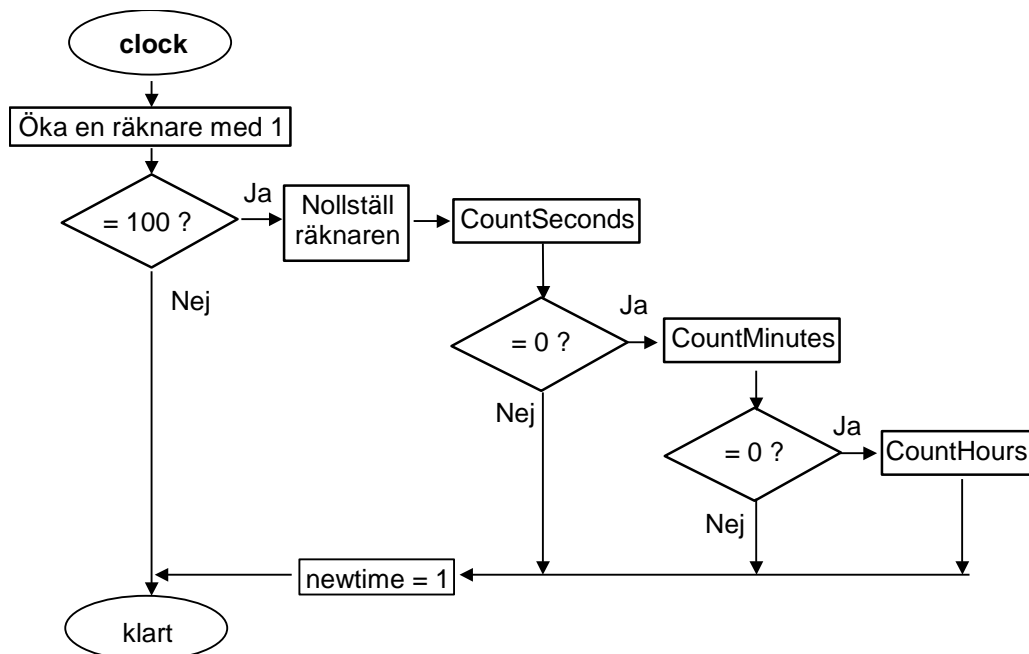 clock
Öka en räknare med 1
= 100 ?
Ja
Nollställ
räknaren
CountSeconds
Nej
= 0 ?
Ja
CountMinutes
Nej
= 0 ?
Ja
CountHours
Nej
newtime = 1
klart